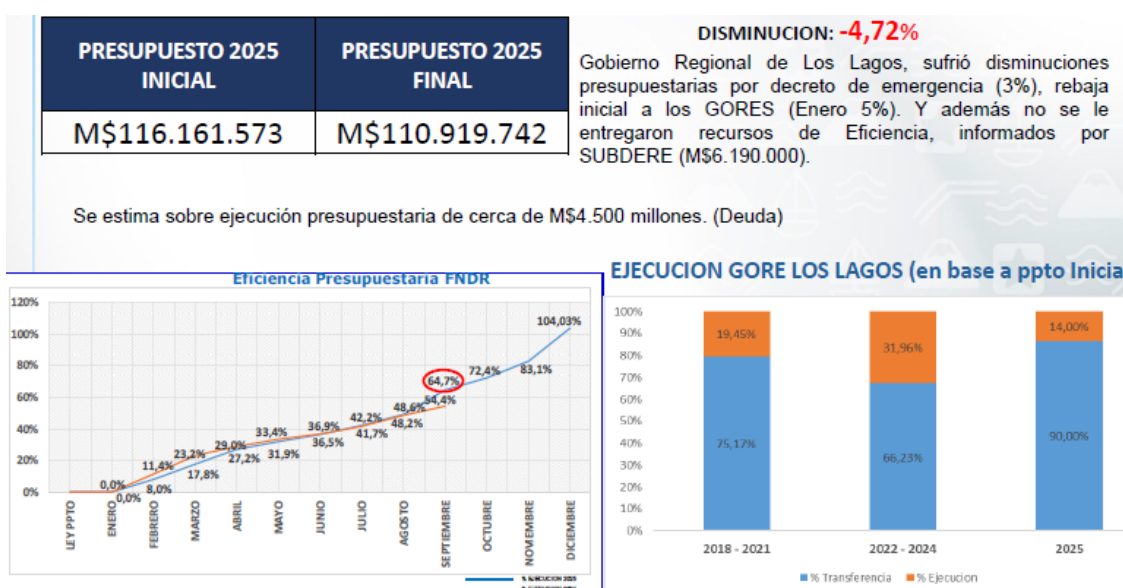 PRESUPUESTO 2025
INICIAL
PRESUPUESTO 2025
FINAL
M$116.161.573
M$110.919.742
DISMINUCION: -4,72%
Gobierno Regional de Los Lagos, sufrió disminuciones
presupuestarias por decreto de emergencia (3%), rebaja
inicial a los GORES (Enero 5%). Y además no se le
entregaron recursos de Eficiencia, informados por
SUBDERE (M$6.190.000).
Se estima sobre ejecución presupuestaria de cerca de M$4.500 millones. (Deuda)
Eficiencia Presupuestaria FNDR
120%
100%
80%
60%
40%
20%
0%
0,0%
0,0%
11,4%
8,0%
23,2%
17,8%
29,0%
27,2%
33,4%
31,9%
36,9%
36,5%
42,2%
41,7%
48,6%
48,2%
64,7%
54,4%
72,4%
83,1%
104,03%
LEY PPTO
ENERO
FEBRERO
MARZO
ABRIL
MAYO
JUNIO
JULIO
AGOSTO
SEPTIEMBRE
OCTUBRE
NOVIEMBRE
DICIEMBRE
EJECUCION GORE LOS LAGOS (en base a ppto Inicia
100%
90%
80%
70%
60%
50%
40%
30%
20%
10%
0%
19,45%
75,17%
31,96%
66,23%
14,00%
90,00%
2018 - 2021
2022 - 2024
2025
% Transferencia
% Ejecucion